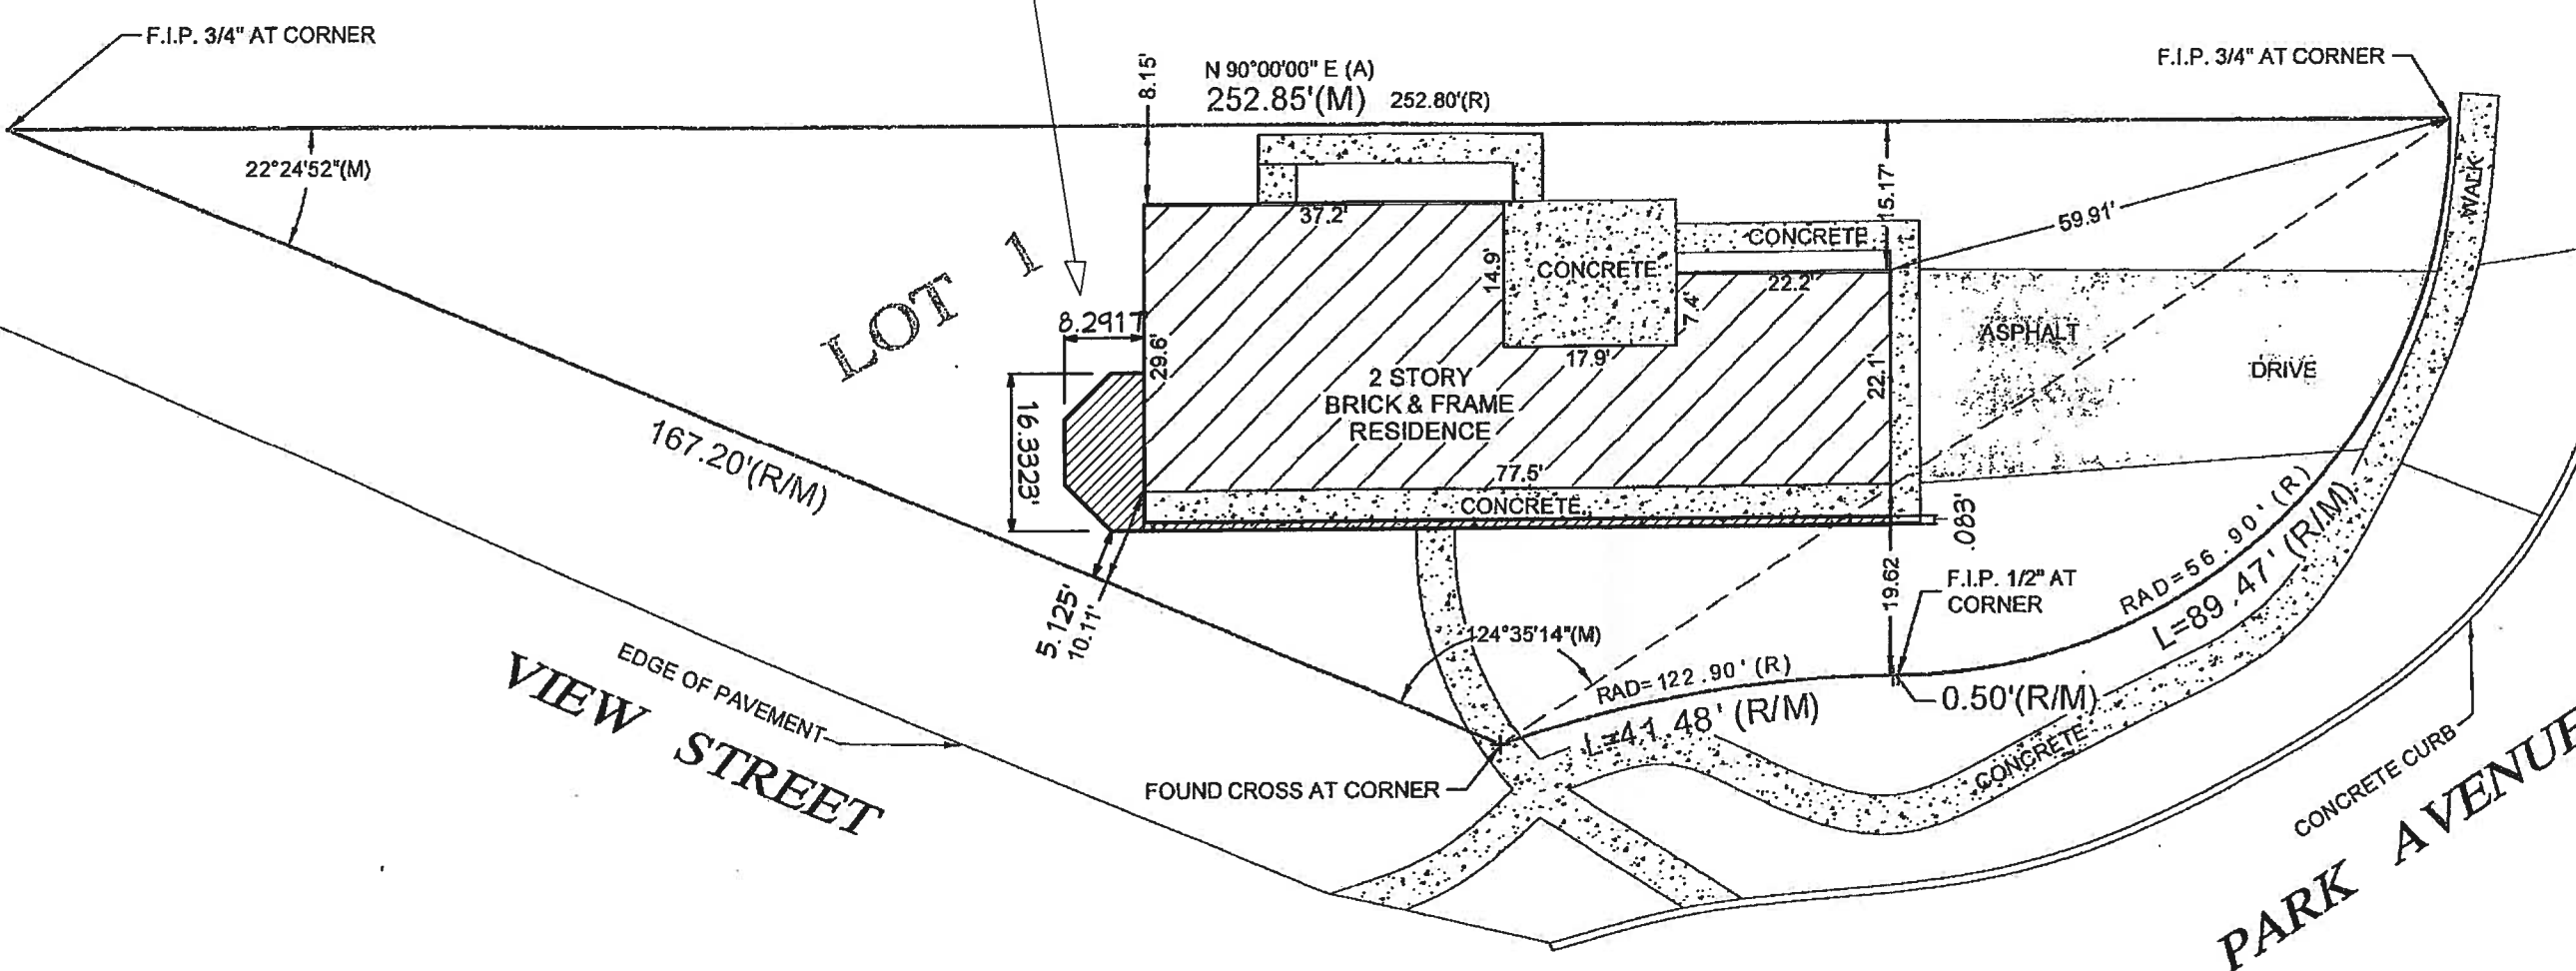 F.I.P. 3/4" AT CORNER
8.15'
N 90°00'00" E (A)
252.85'(M) 252.80'(R)
F.I.P. 3/4" AT CORNER
22°24'52"(M)
LOT 1
37.2'
14.9'
CONCRETE
CONCRETE
15.17'
59.91'
WALK
22.2'
7.4'
8.2917'
29.6'
16.3323'
17.9'
2 STORY
BRICK & FRAME
RESIDENCE
22.1'
ASPHALT
DRIVE
167.20'(R/M)
77.5'
CONCRETE
.083'
5.125'
10.11'
19.62
F.I.P. 1/2" AT
CORNER
RAD=56.90'(R)
L=89.47' (R/M)
124°35'14"(M)
RAD=122.90'(R)
L=41.48' (R/M)
0.50'(R/M)
EDGE OF PAVEMENT
VIEW STREET
FOUND CROSS AT CORNER
CONCRETE
CONCRETE CURB
PARK AVENUE